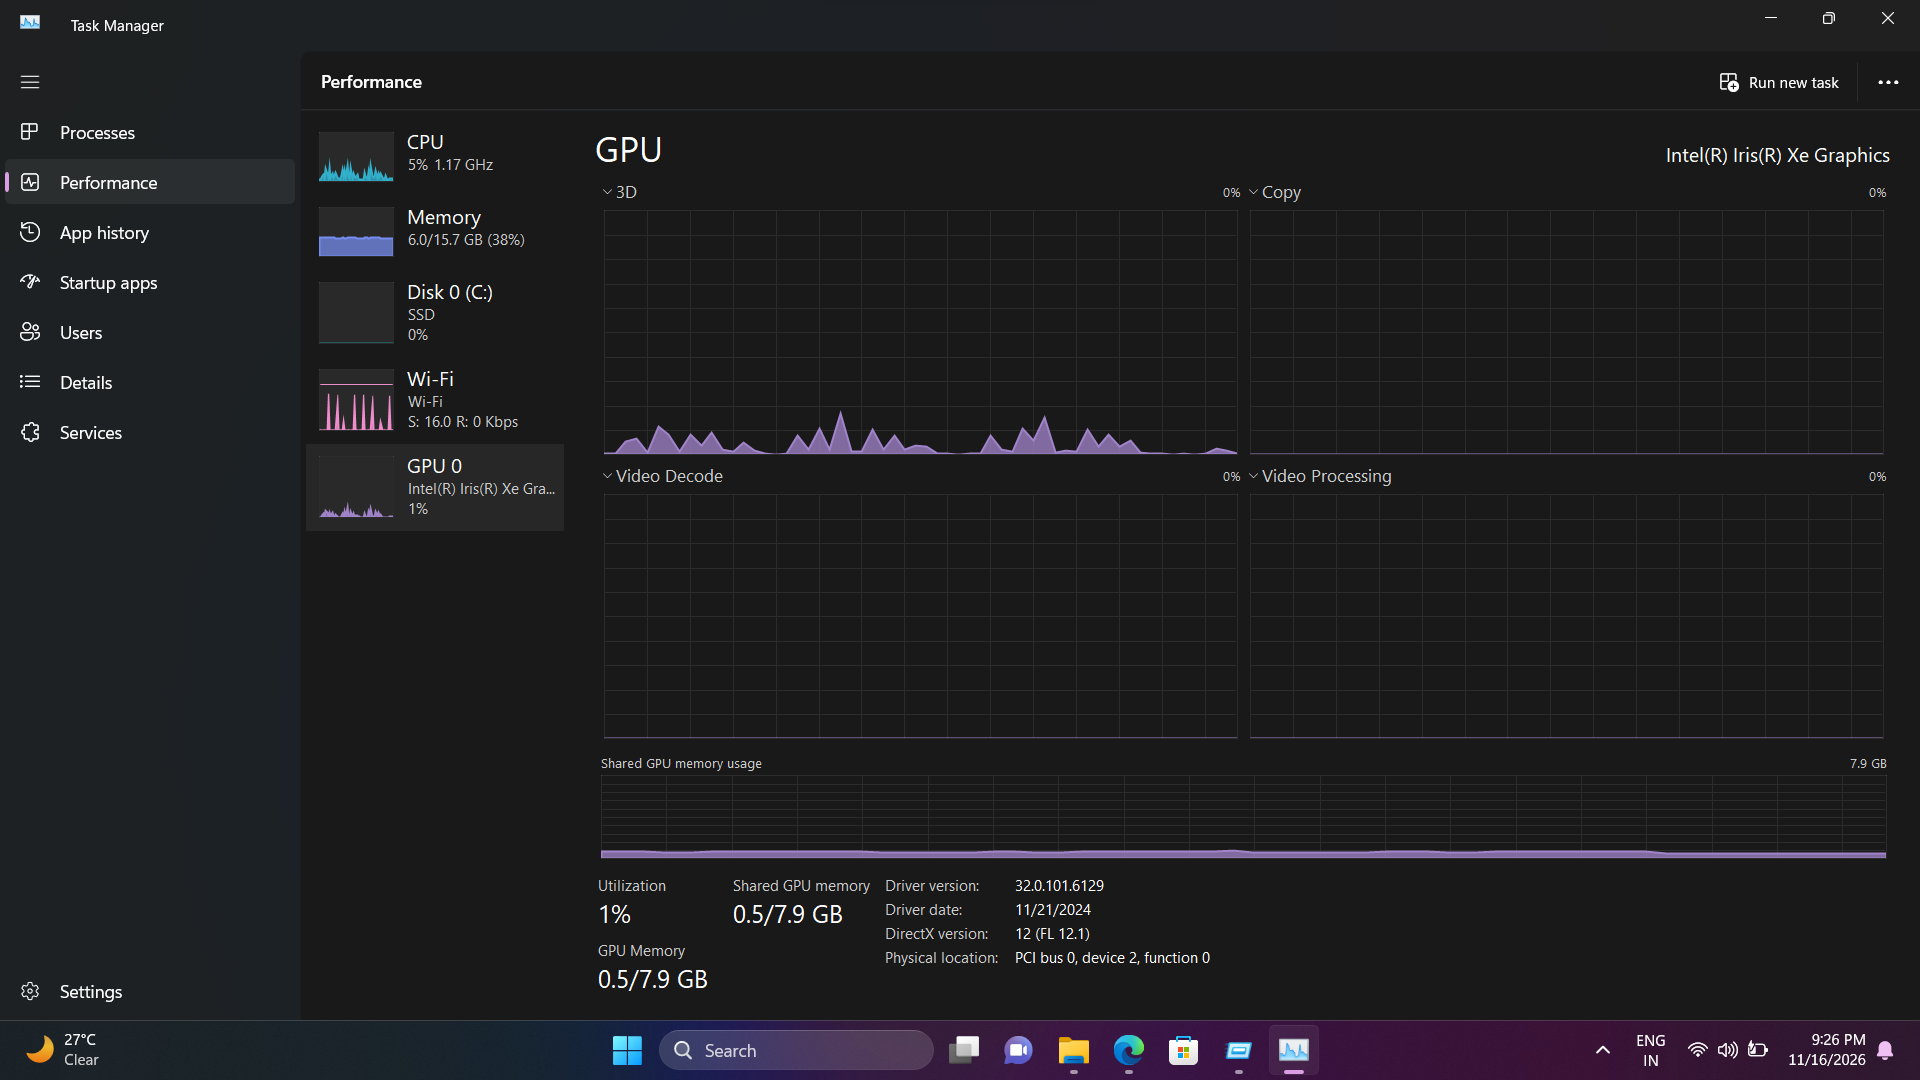 Task Manager
Performance
Run new task
Processes
Performance
App history
Startup apps
Users
Details
Services
Settings
CPU
5% 1.17 GHz
Memory
6.0/15.7 GB (38%)
Disk 0 (C:)
SSD
0%
Wi-Fi
Wi-Fi
S: 16.0 R: 0 Kbps
GPU 0
Intel(R) Iris(R) Xe Gra...
1%
GPU
Intel(R) Iris(R) Xe Graphics
3D 0%
Copy 0%
Video Decode 0%
Video Processing 0%
Shared GPU memory usage 7.9 GB
Utilization
1%
Shared GPU memory
0.5/7.9 GB
GPU Memory
0.5/7.9 GB
Driver version: 32.0.101.6129
Driver date: 11/21/2024
DirectX version: 12 (FL 12.1)
Physical location: PCI bus 0, device 2, function 0
27°C
Clear
Search
ENG
IN
9:26 PM
11/16/2026